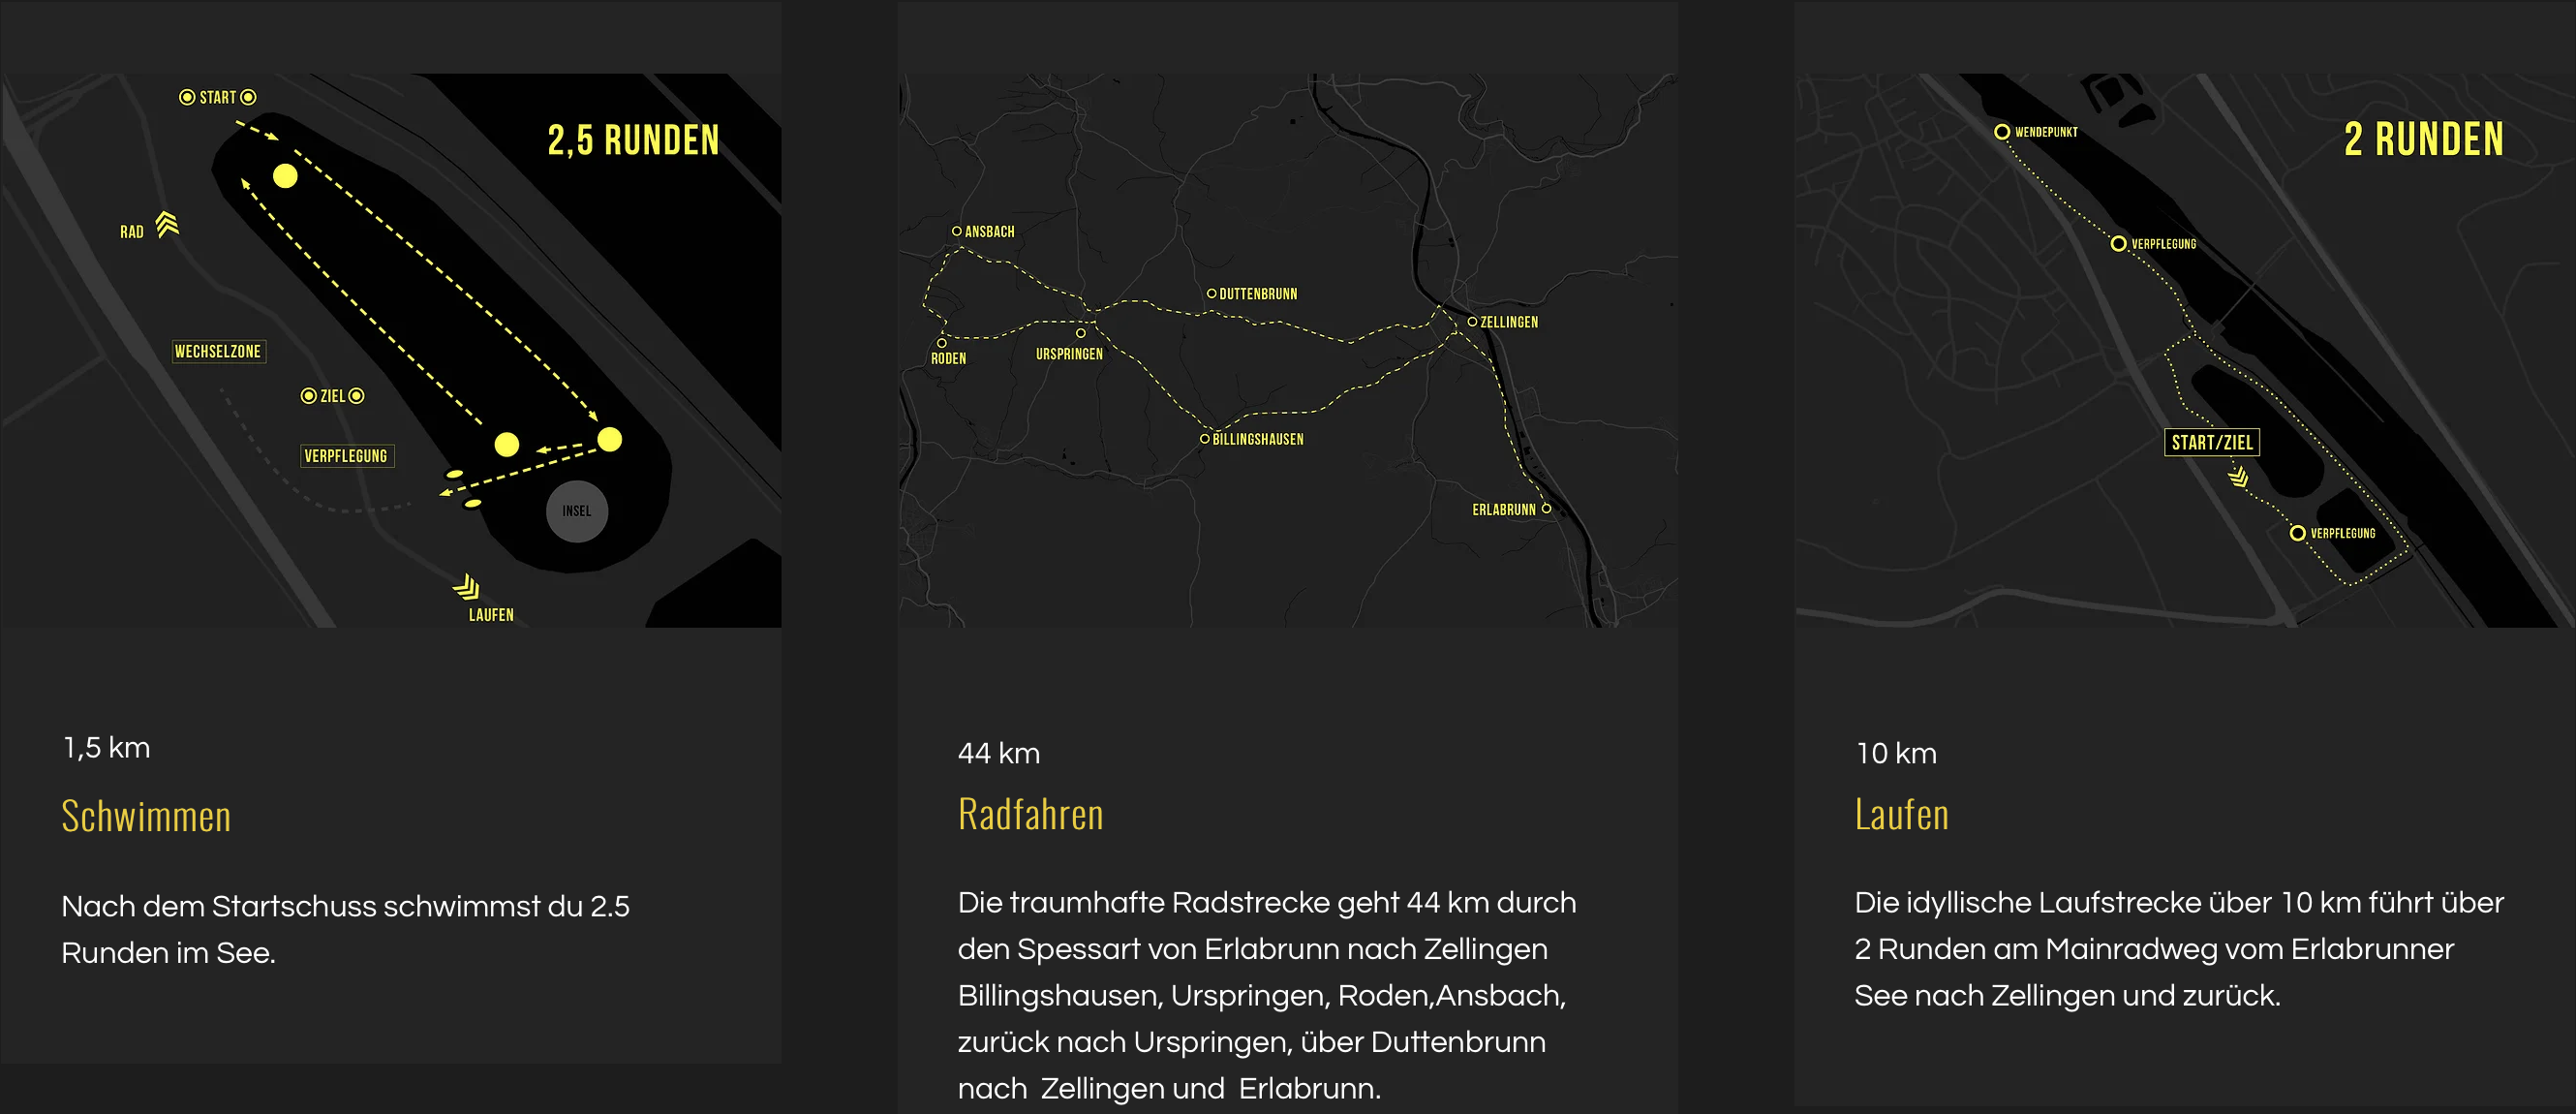 START
2,5 RUNDEN
RAD
WECHSELZONE
ZIEL
VERPFLEGUNG
INSEL
LAUFEN
1,5 km
Schwimmen
Nach dem Startschuss schwimmst du 2.5
Runden im See.
ANSBACH
DUTTENBRUNN
ZELLINGEN
RODEN
URSPRINGEN
BILLINGSHAUSEN
ERLABRUNN
44 km
Radfahren
Die traumhafte Radstrecke geht 44 km durch
den Spessart von Erlabrunn nach Zellingen
Billingshausen, Urspringen, Roden,Ansbach,
zurück nach Urspringen, über Duttenbrunn
nach  Zellingen und  Erlabrunn.
WENDEPUNKT
2 RUNDEN
VERPFLEGUNG
START/ZIEL
VERPFLEGUNG
10 km
Laufen
Die idyllische Laufstrecke über 10 km führt über
2 Runden am Mainradweg vom Erlabrunner
See nach Zellingen und zurück.